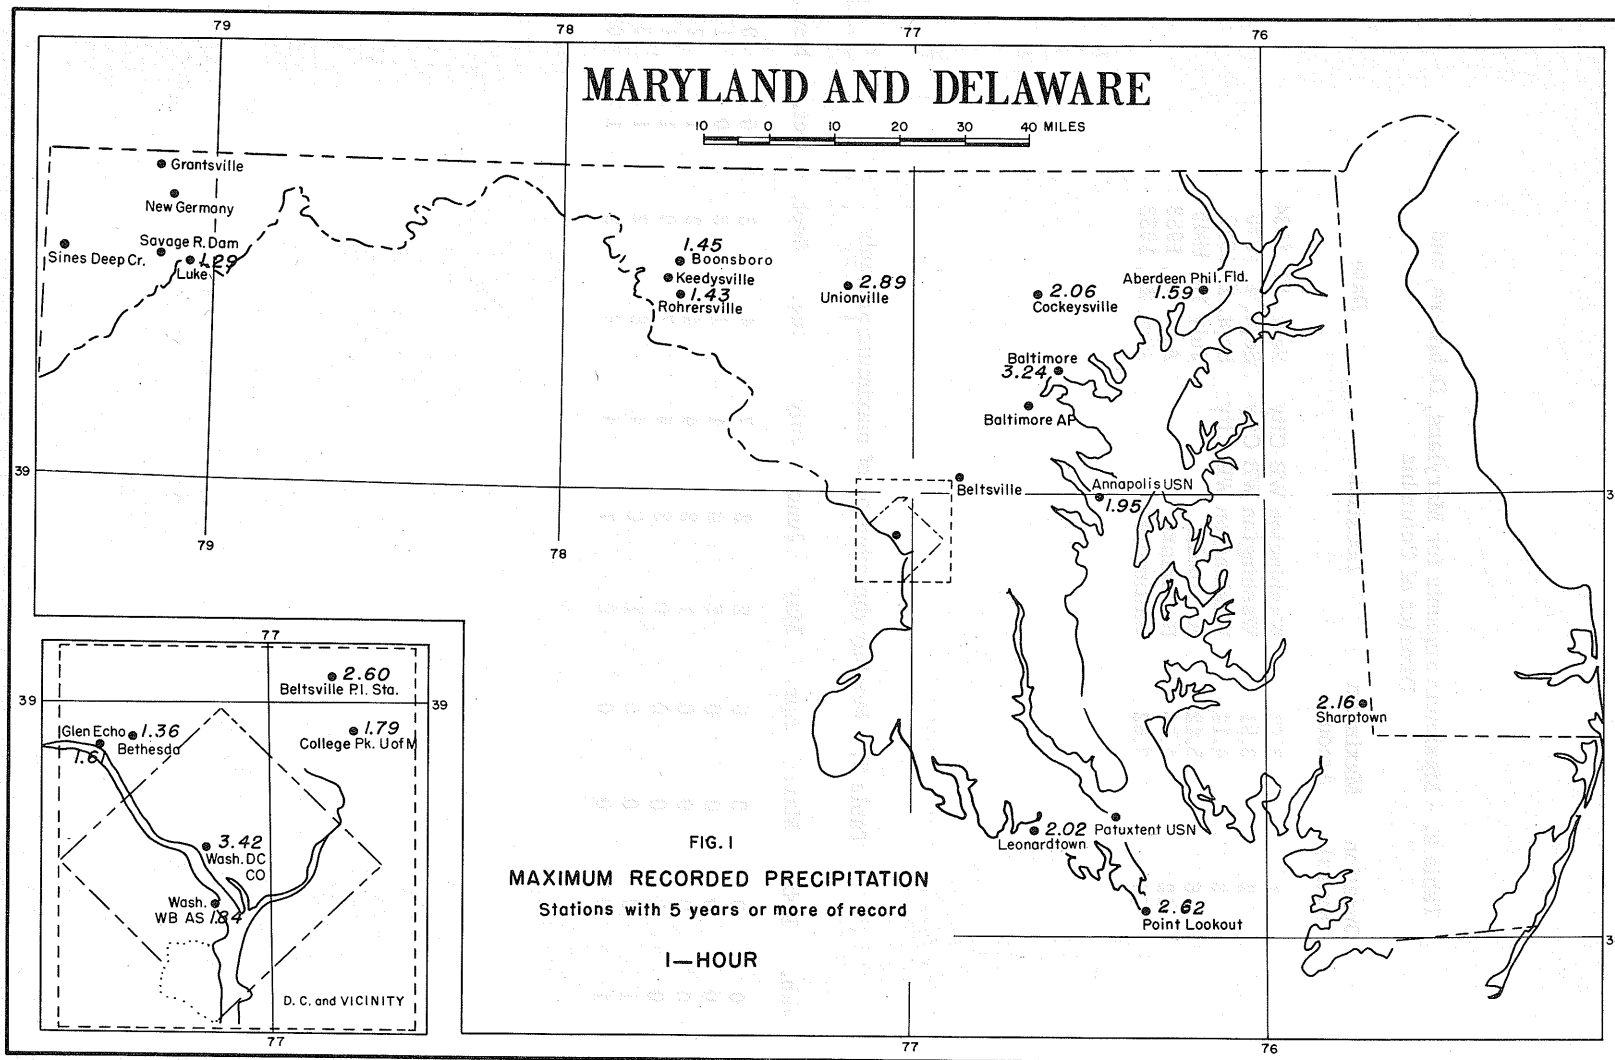 79
78
77
76
MARYLAND AND DELAWARE
10 0 10 20 30 40 MILES
Grantsville
New Germany
Savage R. Dam
Sines Deep Cr.
1.29
Luke
1.45
Boonsboro
Keedysville
1.43
Rohrersville
2.89
Unionville
2.06
Cockeysville
Aberdeen Phil. Fld.
1.59
Baltimore
3.24
Baltimore AP
39
Beltsville
Annapolis USN
1.95
79
78
77
2.60
Beltsville P.I. Sta.
39
39
Glen Echo
1.36
Bethesda
1.61
1.79
College Pk. U of M
3.42
Wash. DC
CO
Wash.
WB AS 1.84
D. C. and VICINITY
77
2.16
Sharptown
2.02
Leonardtown
Patuxtent USN
2.62
Point Lookout
FIG. 1
MAXIMUM RECORDED PRECIPITATION
Stations with 5 years or more of record
1—HOUR
77
76